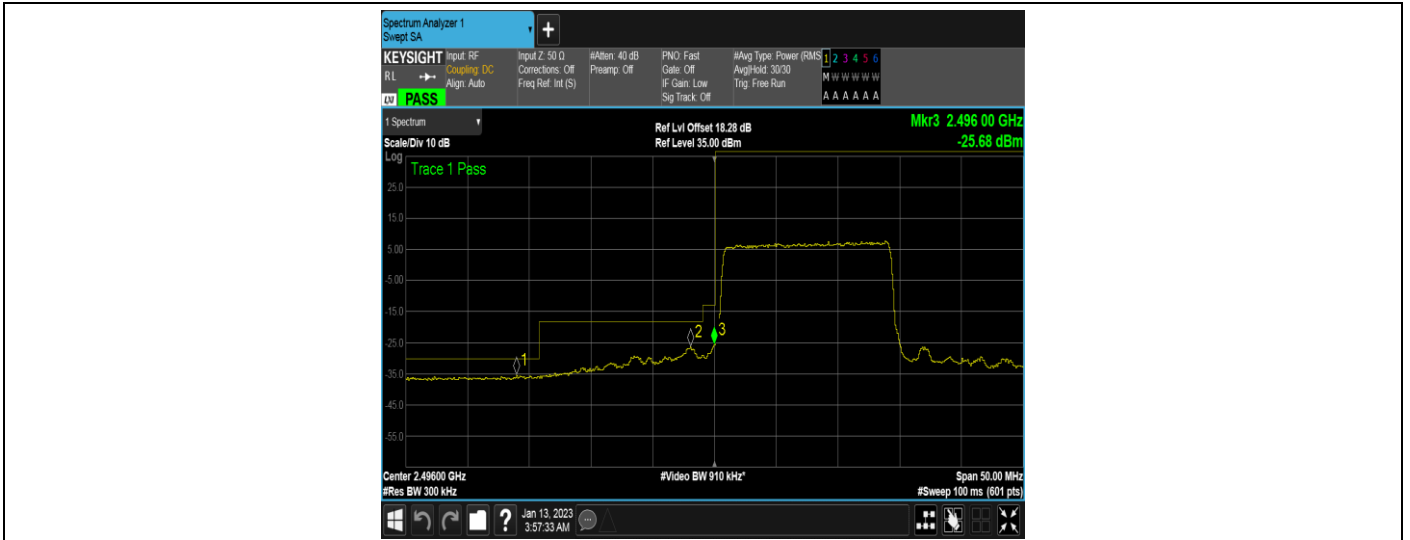 Spectrum Analyzer 1
Swept SA
+
KEYSIGHT Input: RF Input Z: 50 Ω #Atten: 40 dB PNO: Fast #Avg Type: Power (RMS 1 2 3 4 5 6
RL Coupling: DC Corrections: Off Preamp: Off Gate: Off Avg|Hold: 30/30 M W W W W W
Align: Auto Freq Ref: Int (S) IF Gain: Low Trig: Free Run
LXI PASS Sig Track: Off A A A A A A
1 Spectrum Ref Lvl Offset 18.28 dB Mkr3 2.496 00 GHz
Scale/Div 10 dB Ref Level 35.00 dBm -25.68 dBm
Log
Trace 1 Pass
25.0
15.0
5.00
-5.00
-15.0
-25.0
-35.0
-45.0
-55.0
1
2
3
Center 2.49600 GHz #Video BW 910 kHz* Span 50.00 MHz
#Res BW 300 kHz #Sweep 100 ms (601 pts)
? Jan 13, 2023
3:57:33 AM